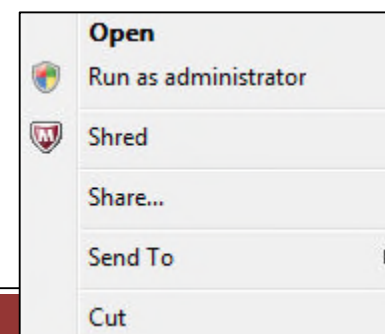 Open
Run as administrator
Shred
Share...
Send To
Cut